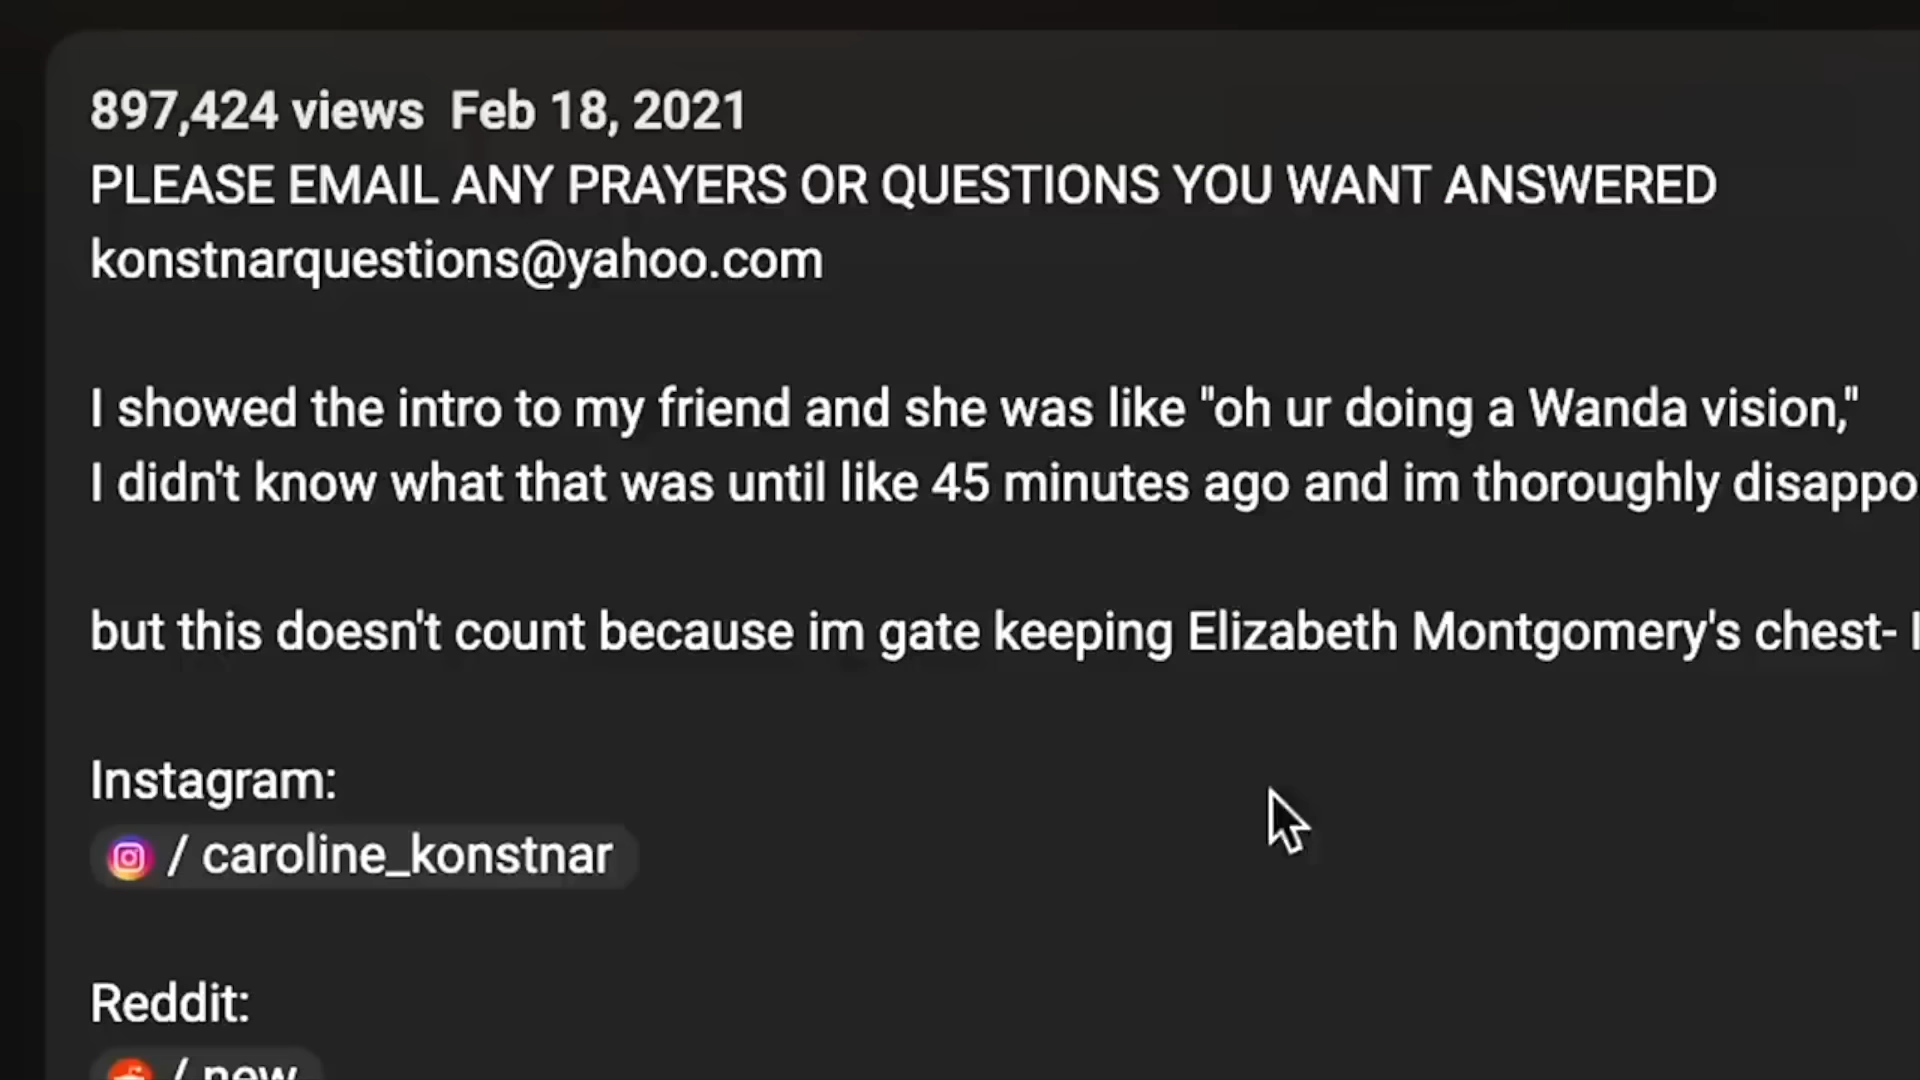 897,424 views  Feb 18, 2021
PLEASE EMAIL ANY PRAYERS OR QUESTIONS YOU WANT ANSWERED
konstnarquestions@yahoo.com
I showed the intro to my friend and she was like "oh ur doing a Wanda vision,"
I didn't know what that was until like 45 minutes ago and im thoroughly disappo
but this doesn't count because im gate keeping Elizabeth Montgomery's chest-
Instagram:
/ caroline_konstnar
Reddit:
/ new